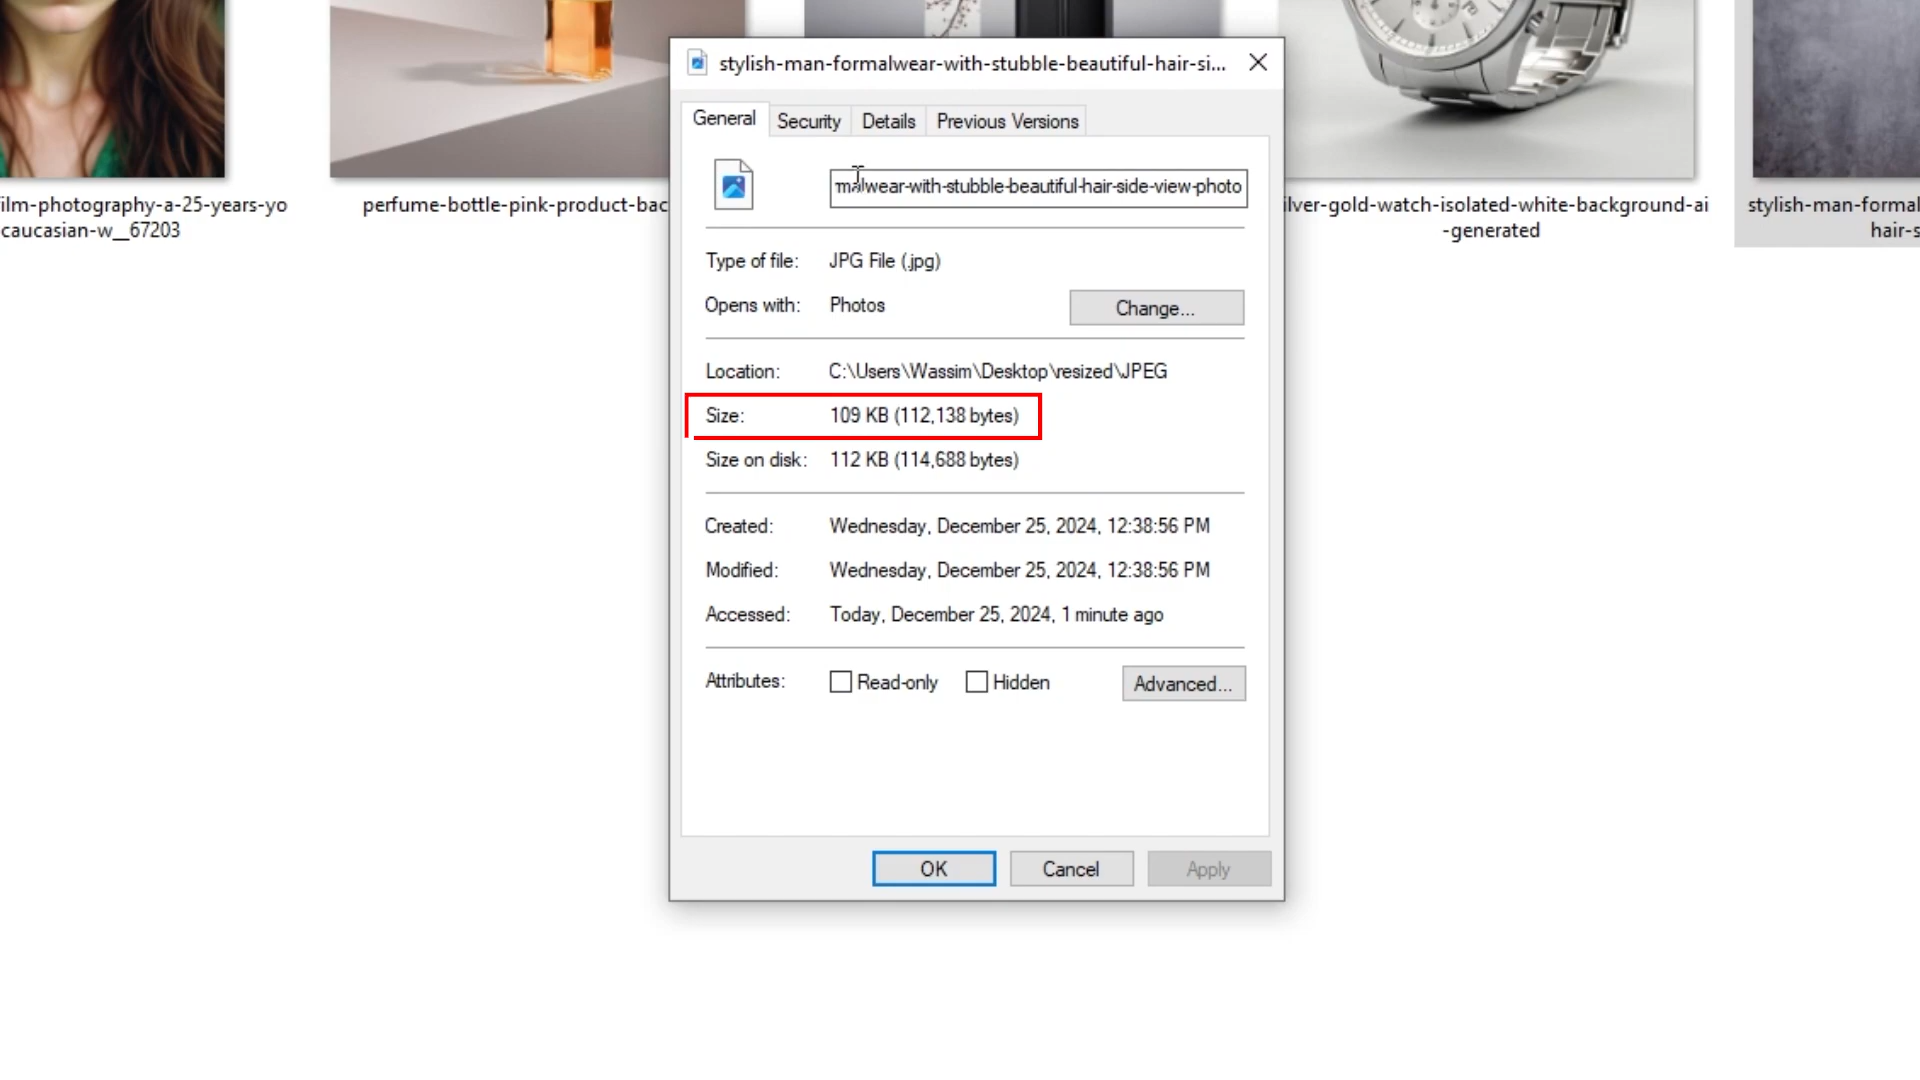 stylish-man-formalwear-with-stubble-beautiful-hair-si...
General Security Details Previous Versions
malwear-with-stubble-beautiful-hair-side-view-photo
Type of file: JPG File (.jpg)
Opens with: Photos Change...
Location: C:\Users\Wassim\Desktop\resized\JPEG
Size: 109 KB (112,138 bytes)
Size on disk: 112 KB (114,688 bytes)
Created: Wednesday, December 25, 2024, 12:38:56 PM
Modified: Wednesday, December 25, 2024, 12:38:56 PM
Accessed: Today, December 25, 2024, 1 minute ago
Attributes: Read-only Hidden Advanced...
OK Cancel Apply
ilm-photography-a-25-years-yo
caucasian-w__67203
perfume-bottle-pink-product-bac
ilver-gold-watch-isolated-white-background-ai
-generated
stylish-man-formal
hair-s